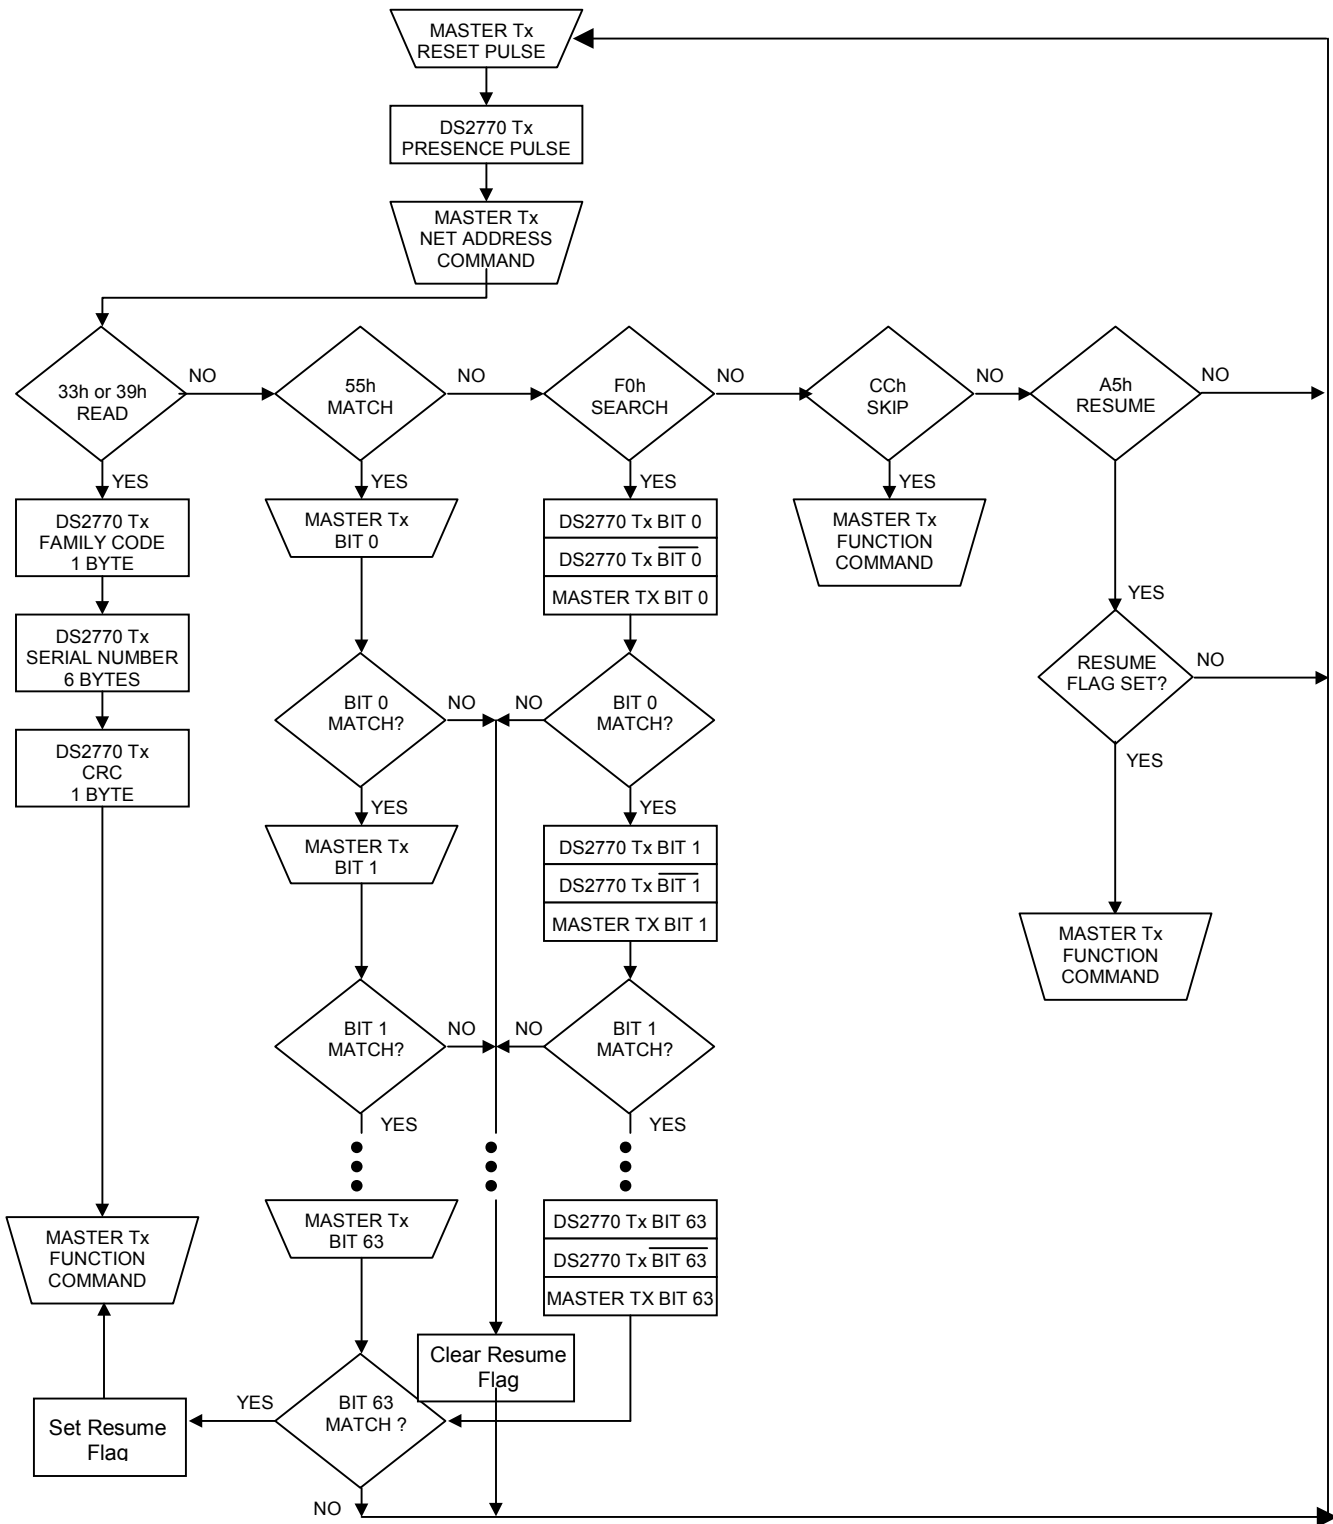 MASTER Tx
RESET PULSE
DS2770 Tx
PRESENCE PULSE
MASTER Tx
NET ADDRESS
COMMAND
33h or 39h
READ
NO
55h
MATCH
NO
F0h
SEARCH
NO
CCh
SKIP
NO
A5h
RESUME
NO
YES
YES
YES
YES
YES
DS2770 Tx
FAMILY CODE
1 BYTE
MASTER Tx
BIT 0
DS2770 Tx BIT 0
DS2770 Tx BIT 0
MASTER TX BIT 0
MASTER Tx
FUNCTION
COMMAND
DS2770 Tx
SERIAL NUMBER
6 BYTES
BIT 0
MATCH?
NO
NO
BIT 0
MATCH?
RESUME
FLAG SET?
NO
DS2770 Tx
CRC
1 BYTE
YES
YES
YES
MASTER Tx
BIT 1
DS2770 Tx BIT 1
DS2770 Tx BIT 1
MASTER TX BIT 1
MASTER Tx
FUNCTION
COMMAND
BIT 1
MATCH?
NO
NO
BIT 1
MATCH?
YES
YES
MASTER Tx
BIT 63
DS2770 Tx BIT 63
DS2770 Tx BIT 63
MASTER TX BIT 63
MASTER Tx
FUNCTION
COMMAND
Clear Resume
Flag
YES
BIT 63
MATCH ?
Set Resume
Flag
NO